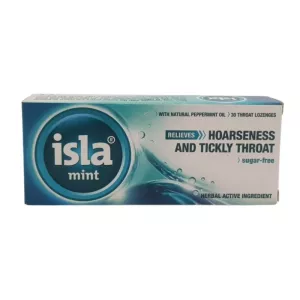 WITH NATURAL PEPPERMINT OIL / 30 THROAT LOZENGES
isla®
mint
RELIEVES HOARSENESS
AND TICKLY THROAT
sugar-free
HERBAL ACTIVE INGREDIENT